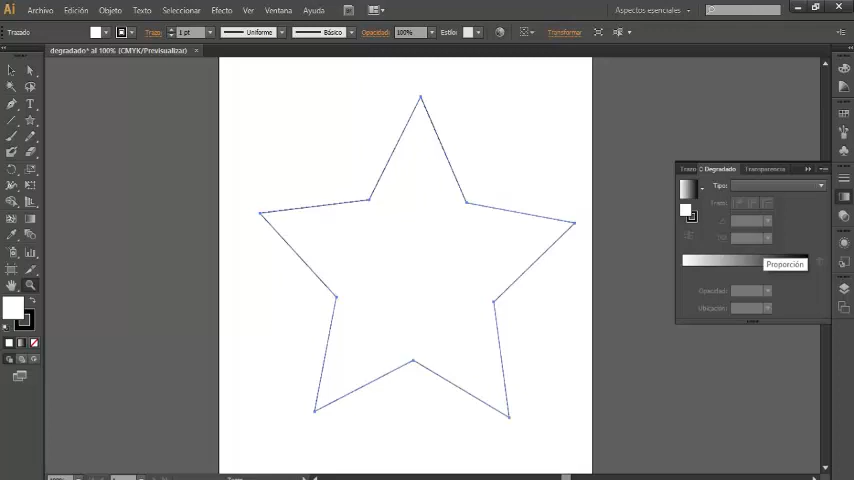 Ai Archivo Edición Objeto Texto Seleccionar Efecto Ver Ventana Ayuda Aspectos esenciales
Trazado Trazo: 1 pt Uniforme Básico Opacidad: 100% Estilo: Transformar
degradado* al 100% (CMYK/Previsualizar) ×
Trazo Degradado Transparencia
Tipo:
Trazo:
Proporción
Opacidad:
Ubicación: